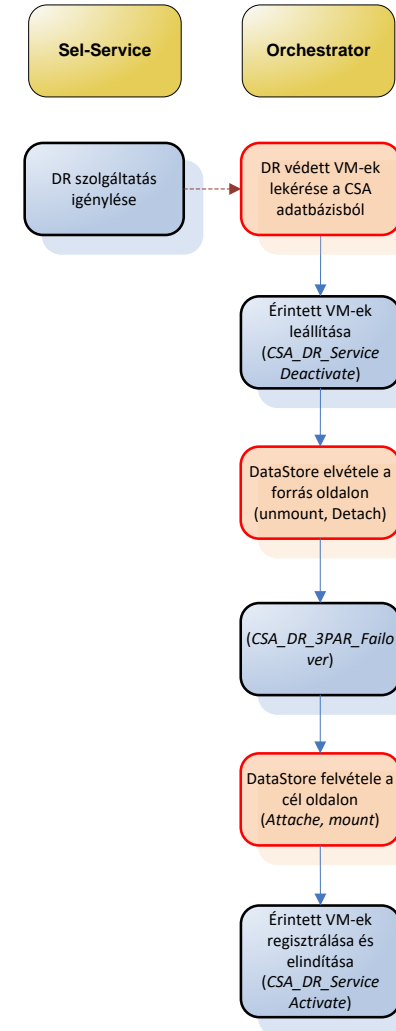 Sel-Service
Orchestrator
DR szolgáltatás
igénylése
DR védett VM-ek
lekérése a CSA
adatbázisból
Érintett VM-ek
leállítása
(CSA_DR_Service
Deactivate)
DataStore elvétele a
forrás oldalon
(unmount, Detach)
(CSA_DR_3PAR_Failo
ver)
DataStore felvétele a
cél oldalon
(Attache, mount)
Érintett VM-ek
regisztrálása és
elindítása
(CSA_DR_Service
Activate)